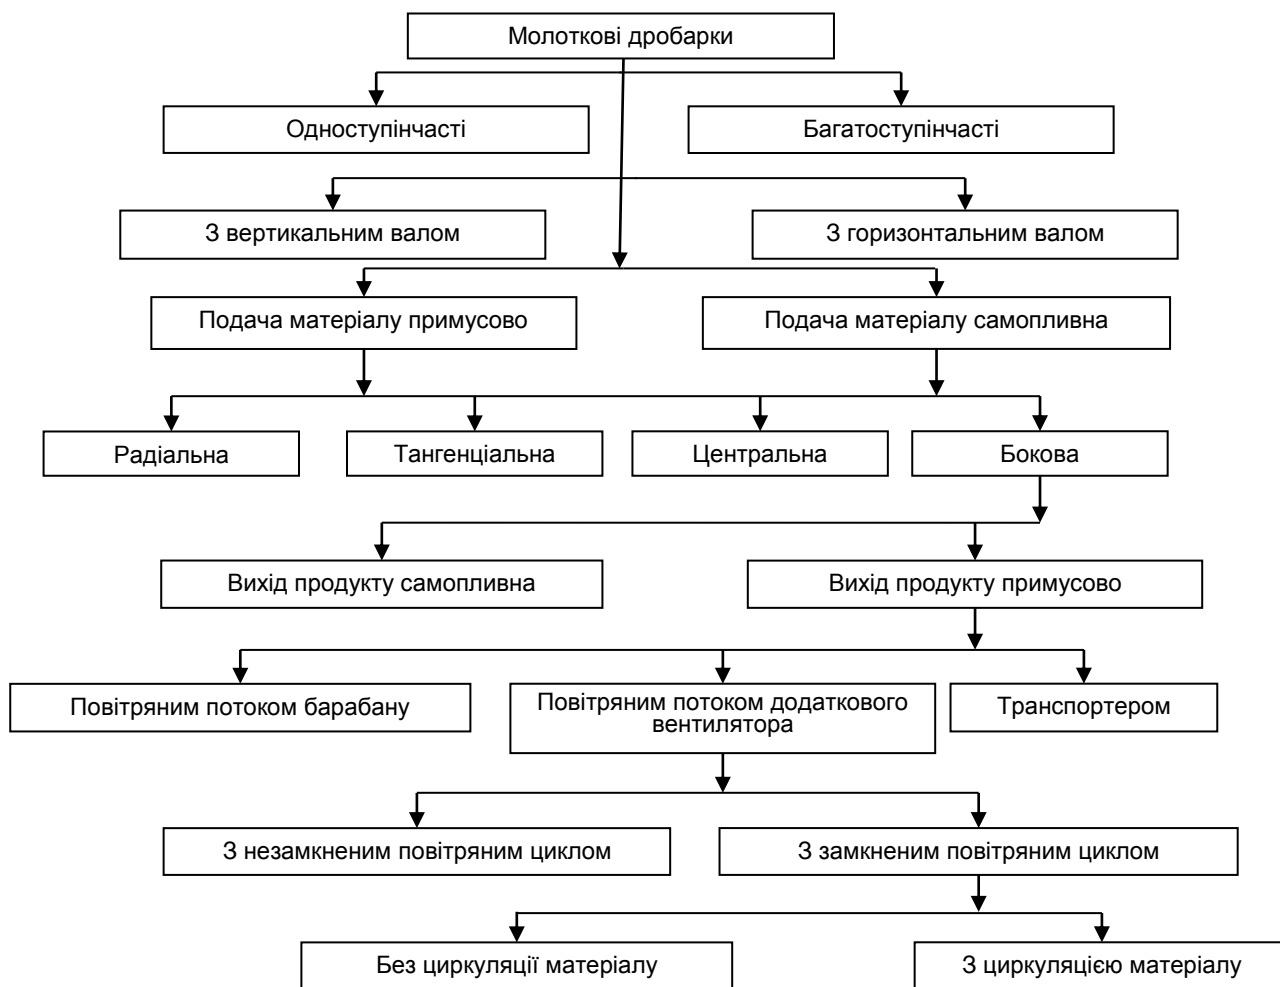 Молоткові дробарки
Одноступінчасті
Багатоступінчасті
З вертикальним валом
З горизонтальним валом
Подача матеріалу примусово
Подача матеріалу самопливна
Радіальна
Тангенціальна
Центральна
Бокова
Вихід продукту самопливна
Вихід продукту примусово
Повітряним потоком барабану
Повітряним потоком додаткового
вентилятора
Транспортером
З незамкненим повітряним циклом
З замкненим повітряним циклом
Без циркуляції матеріалу
З циркуляцією матеріалу